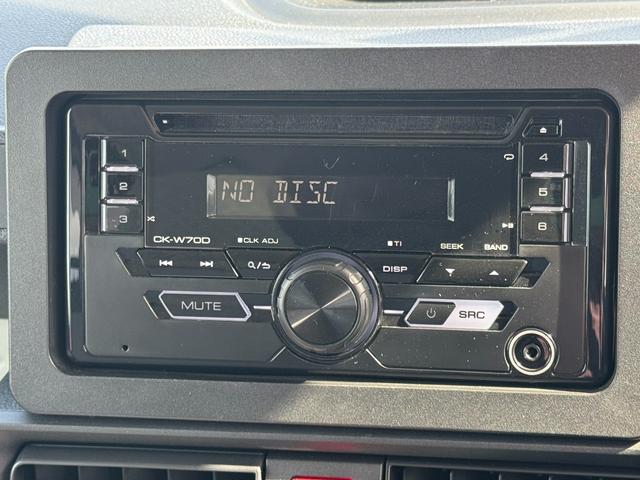 1
4
NO DISC
2
5
3
6
CK-W70D
CLK ADJ
TI
SEEK
BAND
DISP
MUTE
SRC